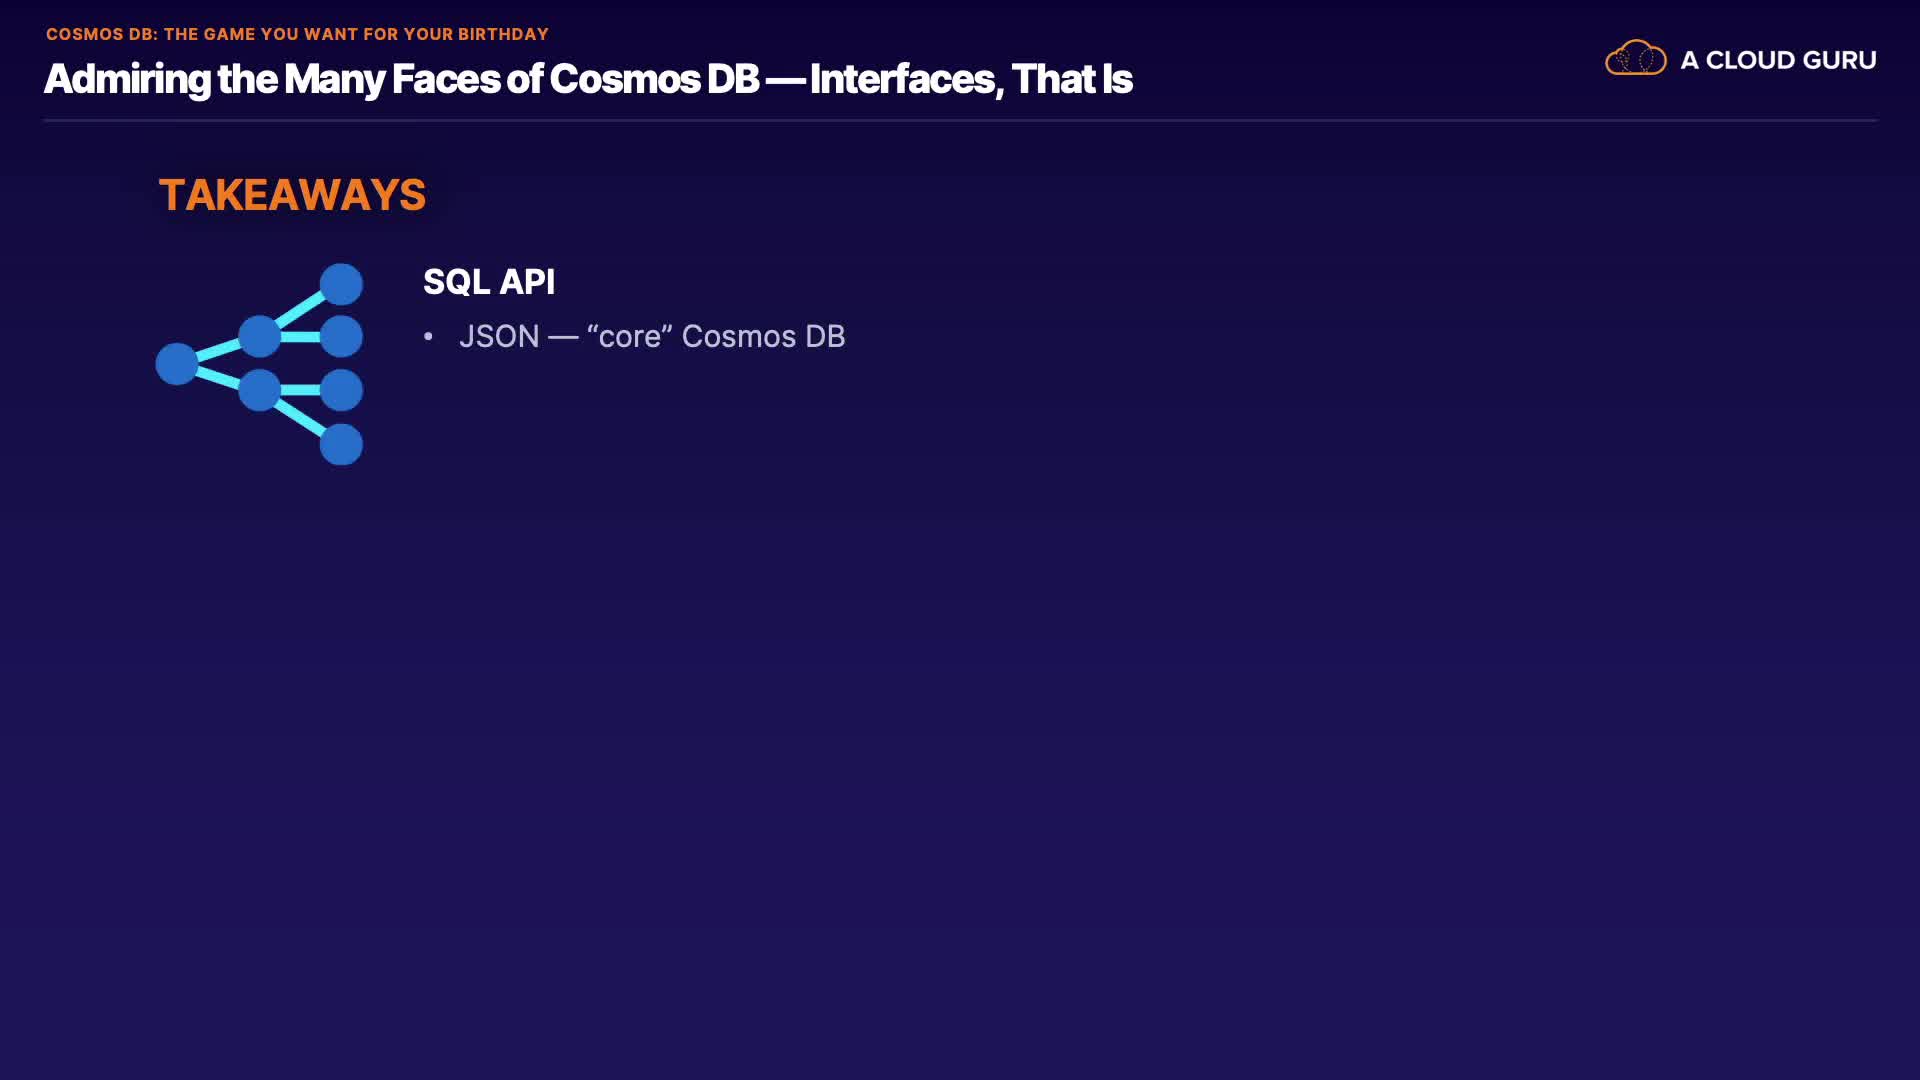 COSMOS DB: THE GAME YOU WANT FOR YOUR BIRTHDAY
Admiring the Many Faces of Cosmos DB — Interfaces, That Is
A CLOUD GURU
TAKEAWAYS
SQL API
• JSON — “core” Cosmos DB